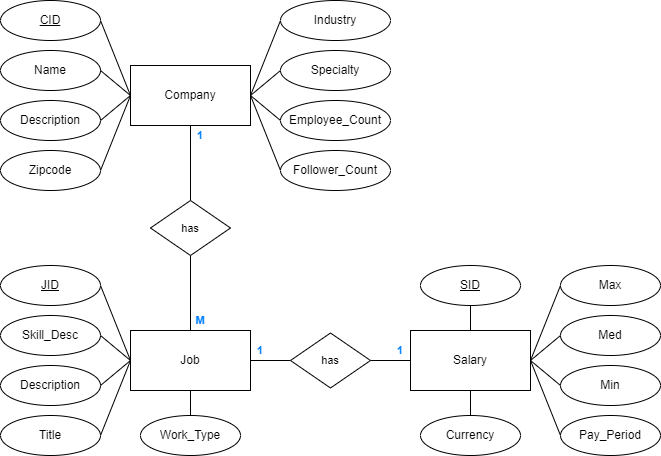 CID
Industry
Name
Specialty
Company
Description
Employee_Count
1
Zipcode
Follower_Count
has
JID
SID
Max
M
Skill_Desc
Med
1
has
1
Job
Salary
Description
Min
Title
Work_Type
Currency
Pay_Period